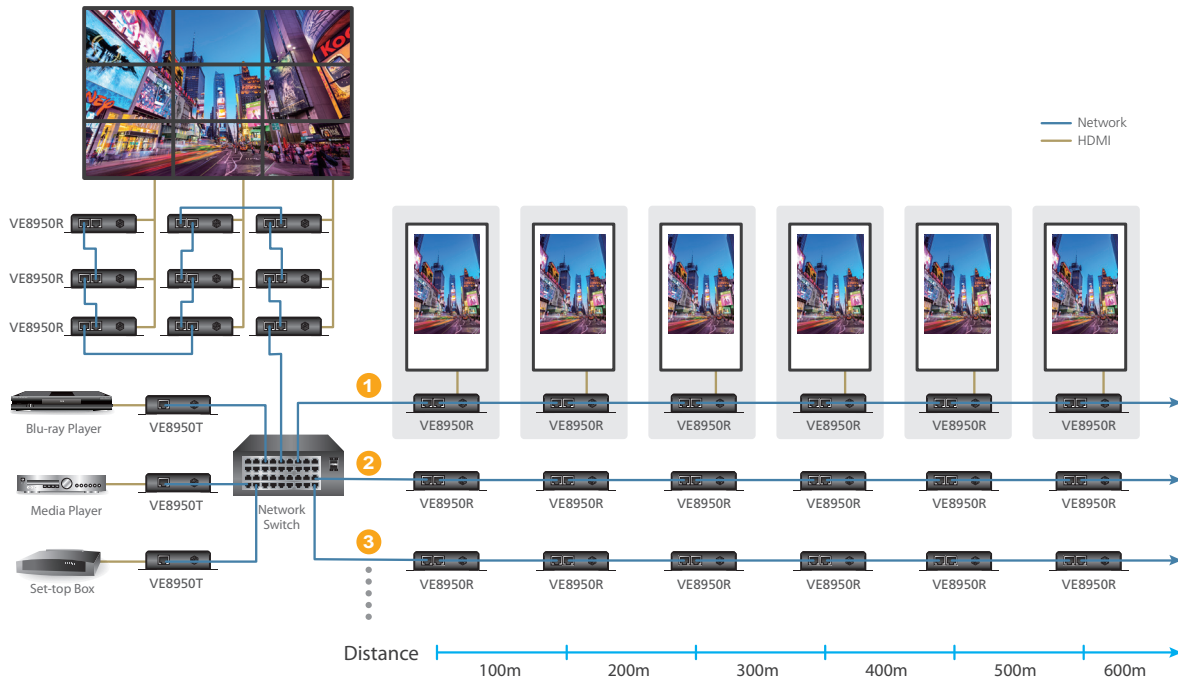 Network
HDMI
VE8950R
VE8950R
VE8950R
1
Blu-ray Player
VE8950T
VE8950R VE8950R VE8950R VE8950R VE8950R VE8950R
2
Media Player
VE8950T
Network
Switch
VE8950R VE8950R VE8950R VE8950R VE8950R VE8950R
3
Set-top Box
VE8950T
VE8950R VE8950R VE8950R VE8950R VE8950R VE8950R
Distance
100m 200m 300m 400m 500m 600m